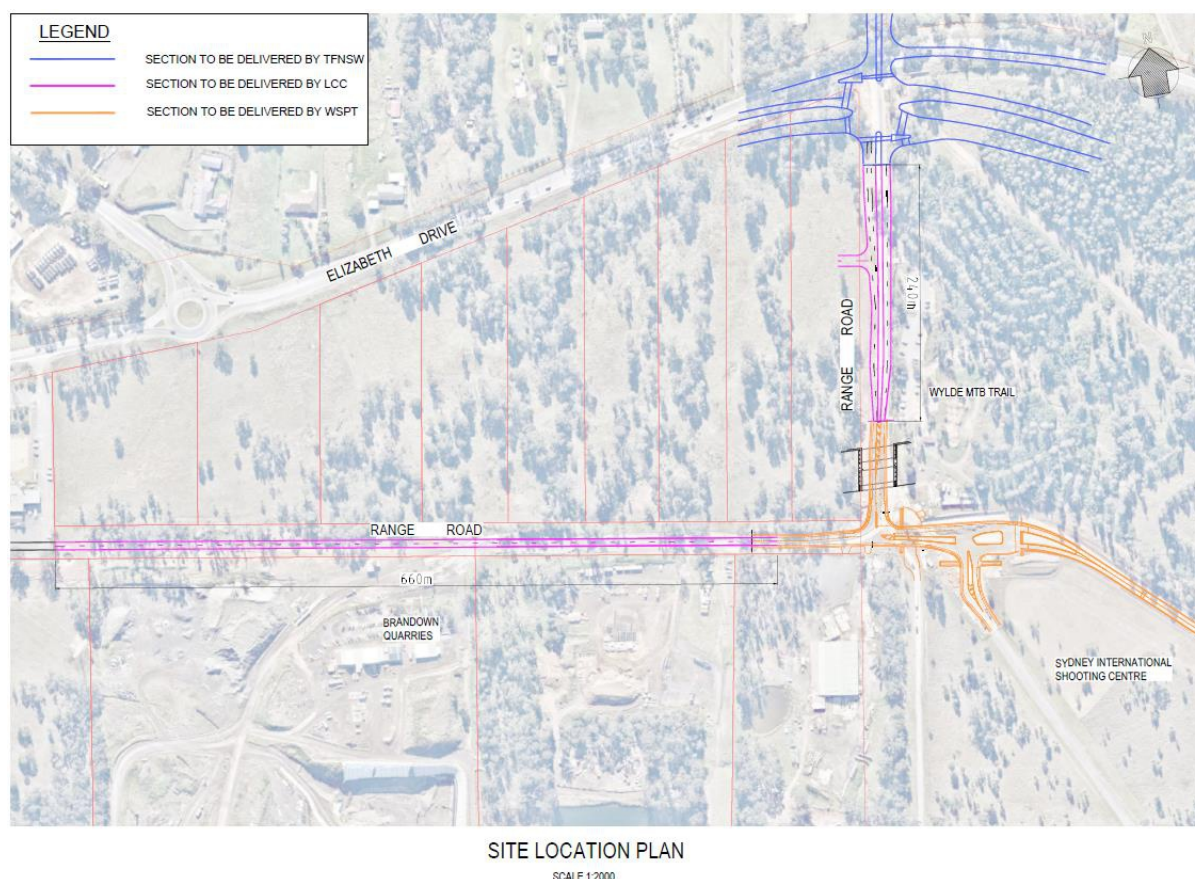 LEGEND
SECTION TO BE DELIVERED BY TFNSW
SECTION TO BE DELIVERED BY LCC
SECTION TO BE DELIVERED BY WSPT
N
ELIZABETH DRIVE
RANGE ROAD
240m
WYLDE MTB TRAIL
RANGE ROAD
660m
BRANDOWN
QUARRIES
SYDNEY INTERNATIONAL
SHOOTING CENTRE
SITE LOCATION PLAN
SCALE 1:2000